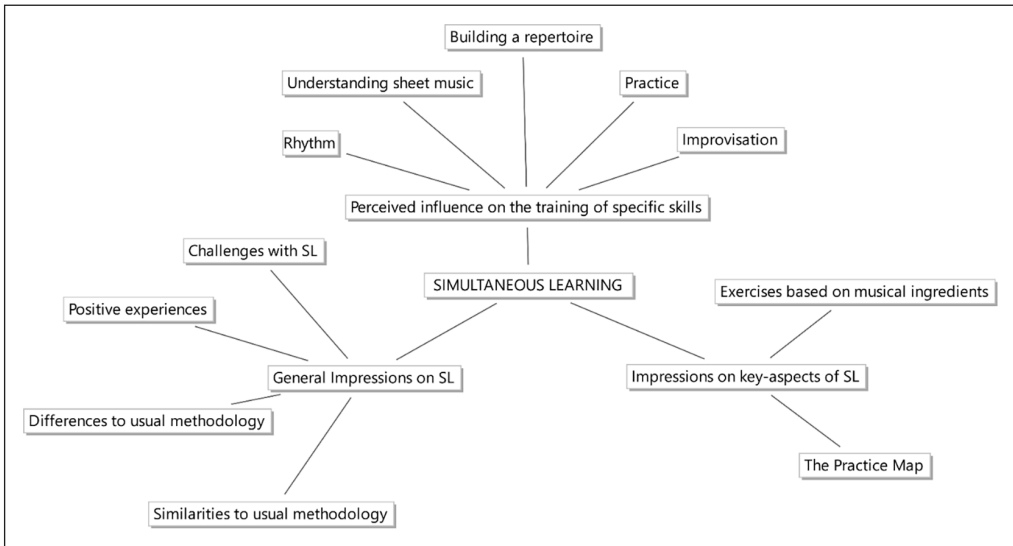 Building a repertoire
Understanding sheet music
Practice
Rhythm
Improvisation
Perceived influence on the training of specific skills
Challenges with SL
SIMULTANEOUS LEARNING
Exercises based on musical ingredients
Positive experiences
General Impressions on SL
Impressions on key-aspects of SL
Differences to usual methodology
The Practice Map
Similarities to usual methodology